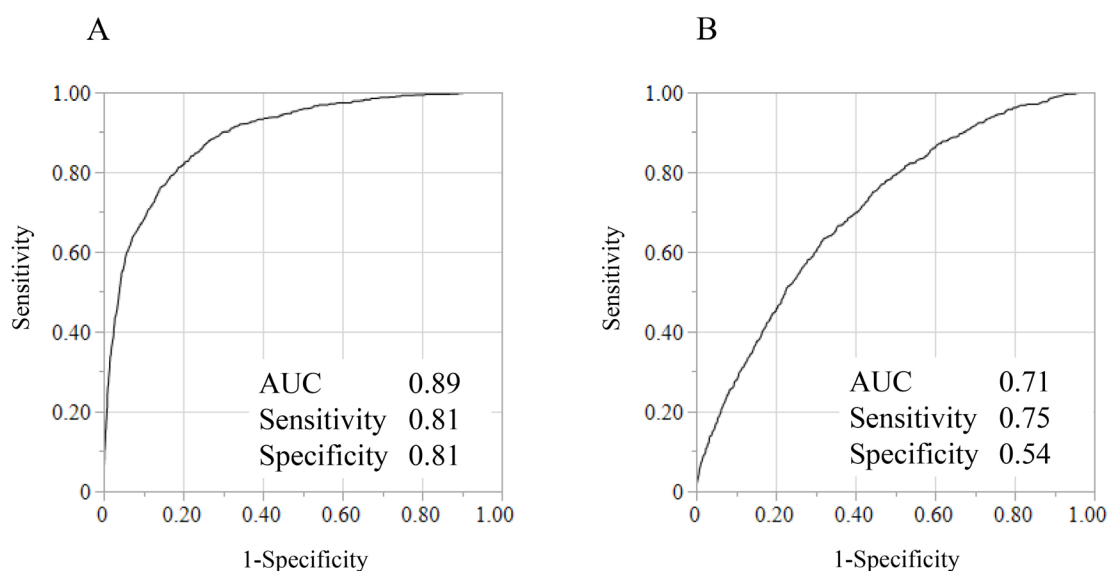 A
B
1.00
0.80
0.60
0.40
0.20
0
Sensitivity
AUC 0.89
Sensitivity 0.81
Specificity 0.81
0 0.20 0.40 0.60 0.80 1.00
1-Specificity
1.00
0.80
0.60
0.40
0.20
0
Sensitivity
AUC 0.71
Sensitivity 0.75
Specificity 0.54
0 0.20 0.40 0.60 0.80 1.00
1-Specificity